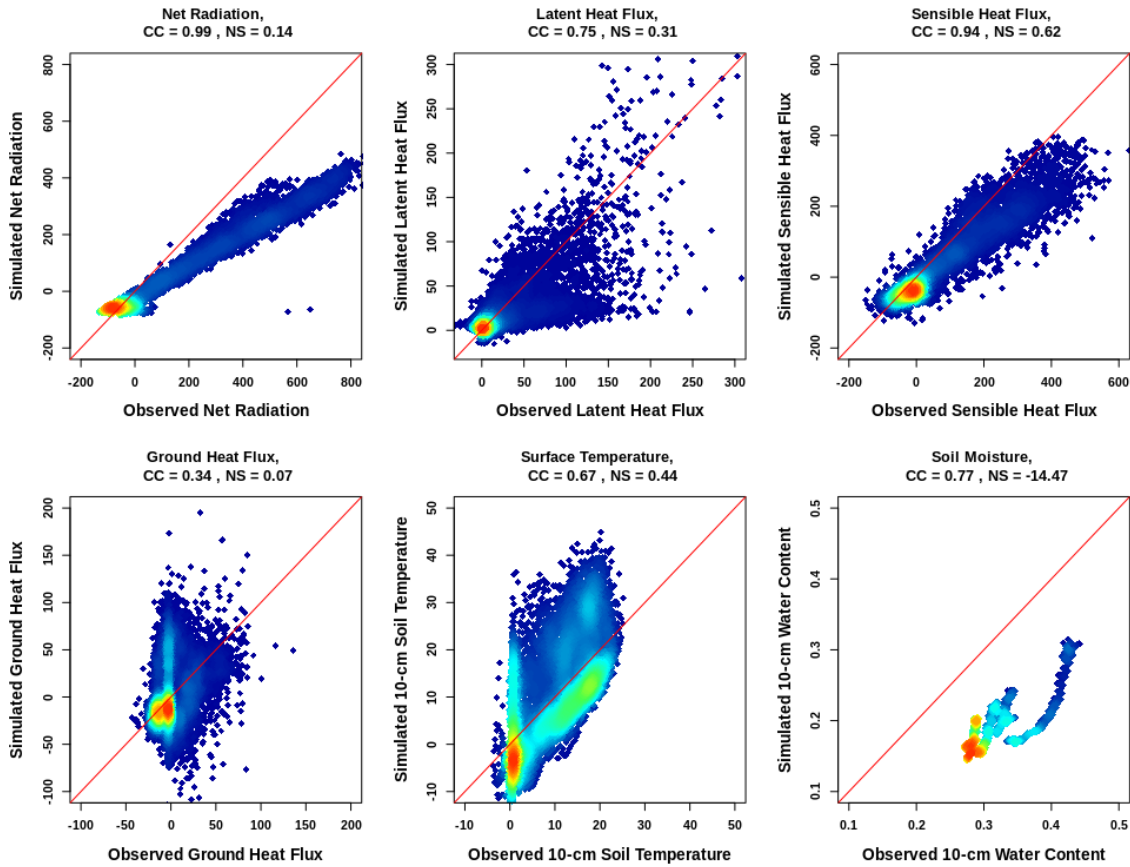 Net Radiation,
CC = 0.99 , NS = 0.14
Simulated Net Radiation
800
600
400
200
0
-200
-200 0 200 400 600 800
Observed Net Radiation
Latent Heat Flux,
CC = 0.75 , NS = 0.31
Simulated Latent Heat Flux
300
250
200
150
100
50
0
0 50 100 150 200 250 300
Observed Latent Heat Flux
Sensible Heat Flux,
CC = 0.94 , NS = 0.62
Simulated Sensible Heat Flux
600
400
200
0
-200
-200 0 200 400 600
Observed Sensible Heat Flux
Ground Heat Flux,
CC = 0.34 , NS = 0.07
Simulated Ground Heat Flux
200
150
100
50
0
-50
-100
-100 -50 0 50 100 150 200
Observed Ground Heat Flux
Surface Temperature,
CC = 0.67 , NS = 0.44
Simulated 10-cm Soil Temperature
50
40
30
20
10
0
-10
-10 0 10 20 30 40 50
Observed 10-cm Soil Temperature
Soil Moisture,
CC = 0.77 , NS = -14.47
Simulated 10-cm Water Content
0.5
0.4
0.3
0.2
0.1
0.1 0.2 0.3 0.4 0.5
Observed 10-cm Water Content